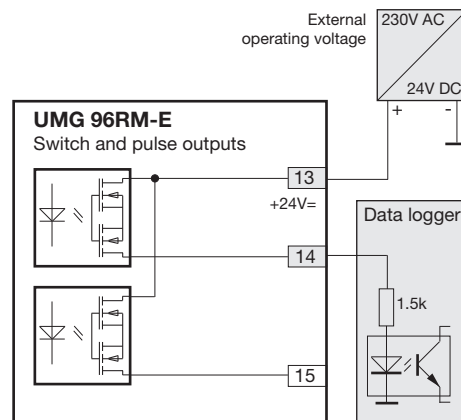 External
operating voltage
230V AC
24V DC
+ -
UMG 96RM-E
Switch and pulse outputs
13
+24V=
Data logger
14
1.5k
15